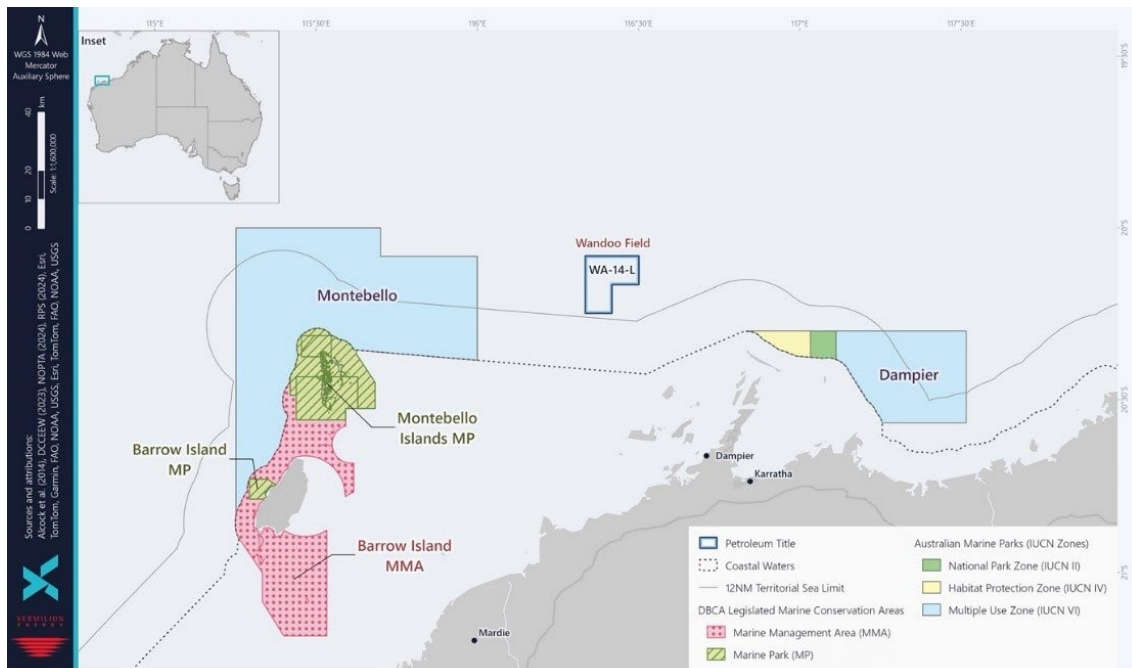 N
WGS 1984 Web
Mercator
Auxiliary Sphere
0 10 20 40 km
Scale: 1:1,600,000
Sources and attributions:
Alcock et al. (2014), DCCEEW (2023), NOPTA (2024), RPS (2024), Esri,
TomTom, Garmin, FAO, NOAA, USGS, Esri, TomTom, FAO, NOAA, USGS
VERMILION
ENERGY
Inset
115°E
115°30'E
116°E
116°30'E
117°E
117°30'E
19°30'S
20°S
20°30'S
21°S
Wandoo Field
WA-14-L
Montebello
Dampier
Montebello
Islands MP
Barrow Island
MP
Barrow Island
MMA
Dampier
Karratha
Mardie
Petroleum Title
Coastal Waters
12NM Territorial Sea Limit
DBCA Legislated Marine Conservation Areas
Marine Management Area (MMA)
Marine Park (MP)
Australian Marine Parks (IUCN Zones)
National Park Zone (IUCN II)
Habitat Protection Zone (IUCN IV)
Multiple Use Zone (IUCN VI)